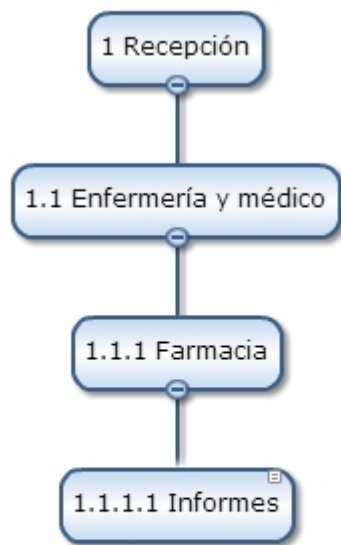 1 Recepción
1.1 Enfermería y médico
1.1.1 Farmacia
1.1.1.1 Informes